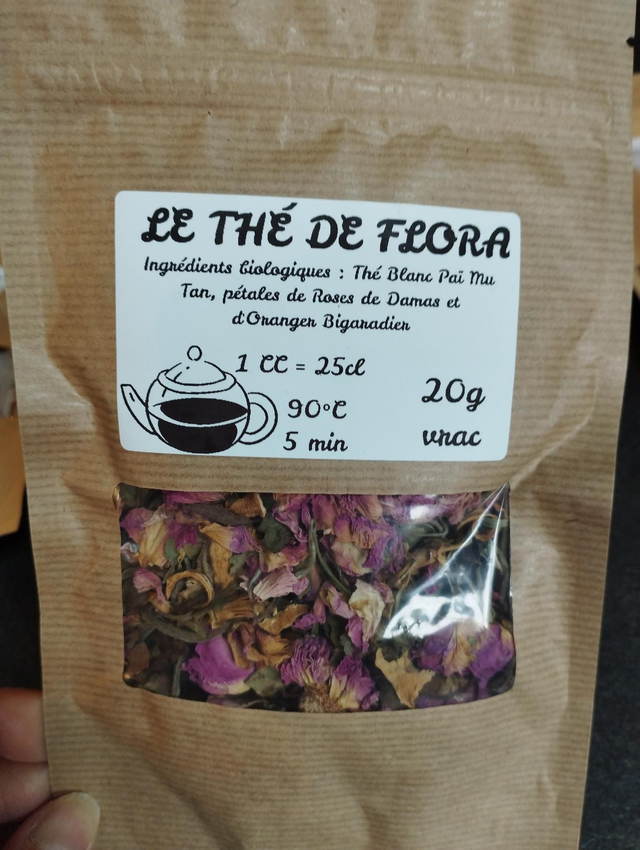 LE THÉ DE FLORA
Ingrédients biologiques : Thé Blanc Paï Mu
Tan, pétales de Roses de Damas et
d'Oranger Bigaradier
1 CC = 25cl
90°C
5 min
20g
vrac